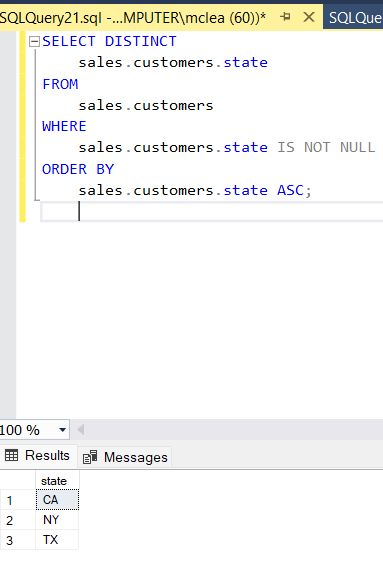 SQLQuery21.sql -...MPUTER\mclea (60))* SQLQue
SELECT DISTINCT
sales.customers.state
FROM
sales.customers
WHERE
sales.customers.state IS NOT NULL
ORDER BY
sales.customers.state ASC;
100 %
Results Messages
state
1 CA
2 NY
3 TX